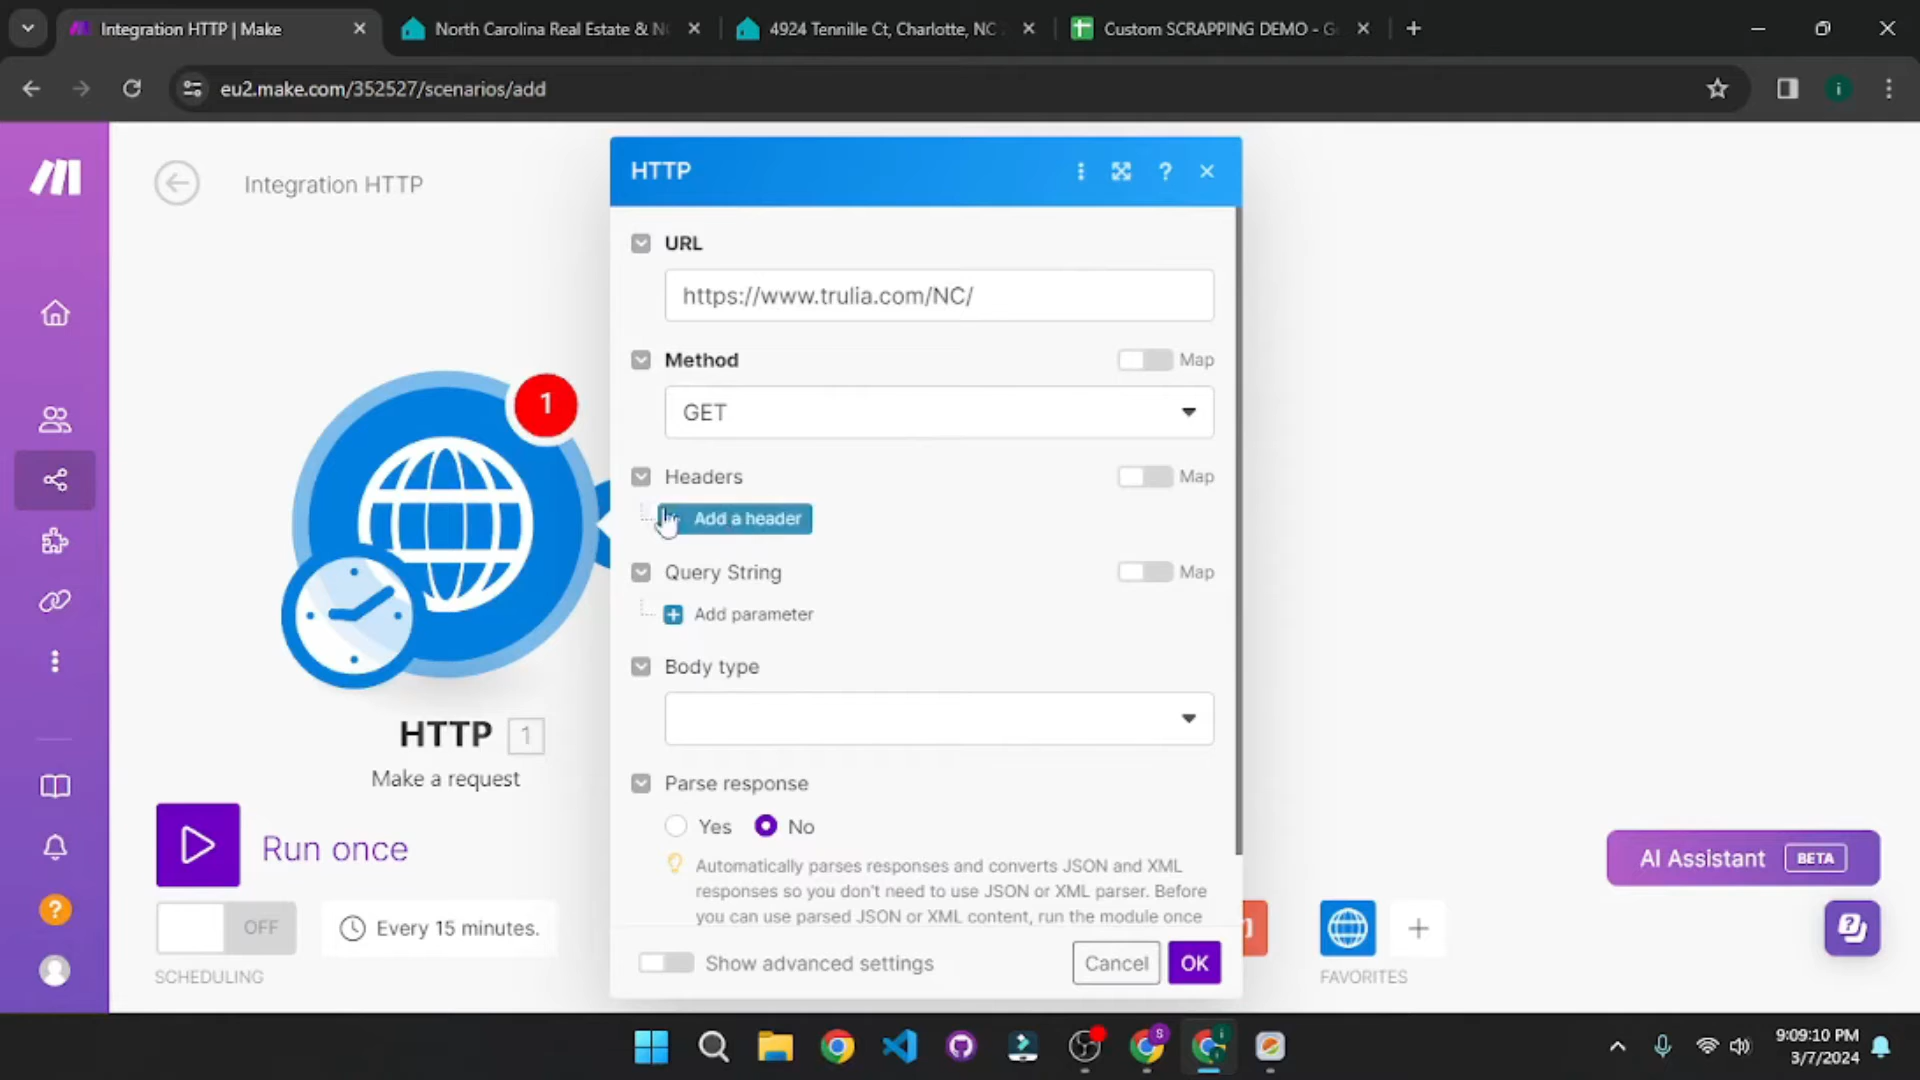 Integration HTTP | Make
North Carolina Real Estate & N
4924 Tennille Ct, Charlotte, NC
Custom SCRAPPING DEMO - G
eu2.make.com/352527/scenarios/add
Integration HTTP
HTTP
?
URL
https://www.trulia.com/NC/
Method
Map
GET
1
Headers
Map
Add a header
Query String
Map
Add parameter
Body type
HTTP 1
Make a request
Parse response
Yes No
Automatically parses responses and converts JSON and XML
responses so you don't need to use JSON or XML parser. Before
you can use parsed JSON or XML content, run the module once
Run once
AI Assistant BETA
OFF
Every 15 minutes.
SCHEDULING
Show advanced settings
Cancel
OK
FAVORITES
?
9:09:10 PM
3/7/2024